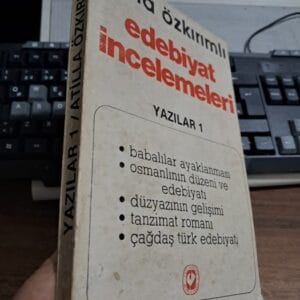 özkırımlı
edebiyat
incelemeleri
YAZILAR 1
• babalılar ayaklanması
• osmanlının düzeni ve
edebiyatı
• düzyazının gelişimi
• tanzimat romanı
• çağdaş türk edebiyatı
YAZILAR 1 / ATİLLA ÖZKIRIMLI